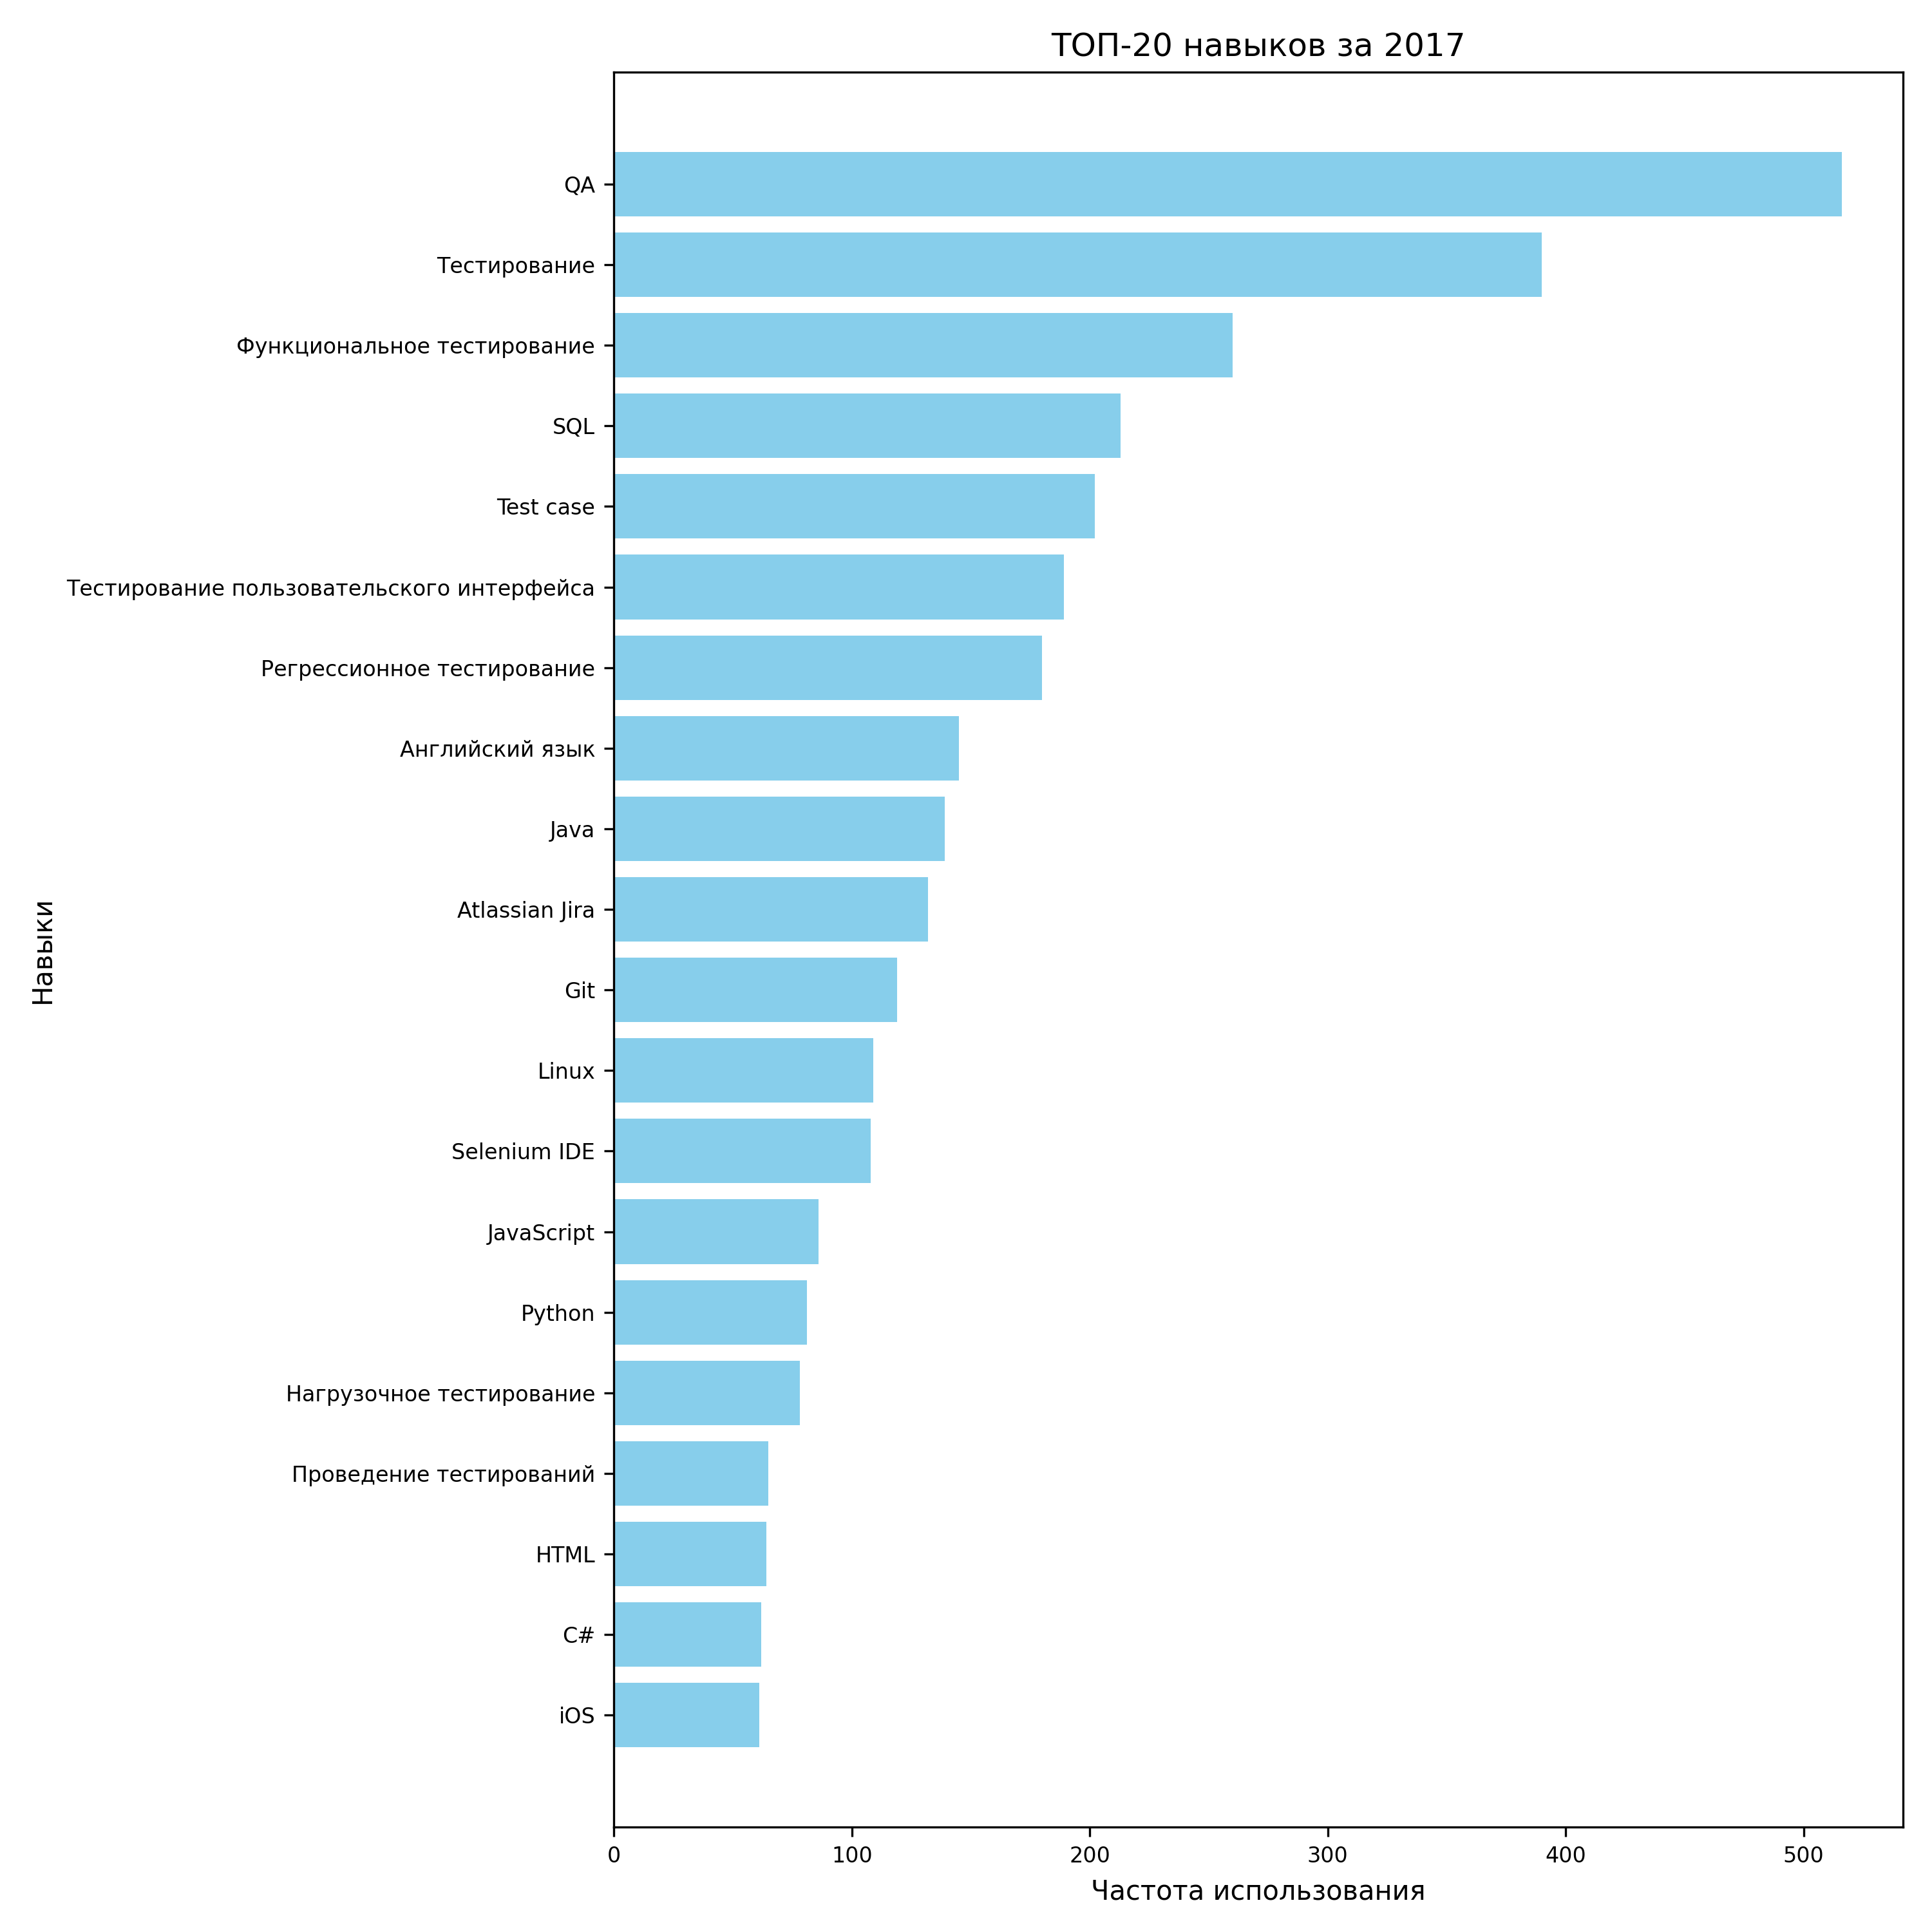 ТОП-20 навыков за 2017
QA
Тестирование
Функциональное тестирование
SQL
Test case
Тестирование пользовательского интерфейса
Регрессионное тестирование
Английский язык
Java
Atlassian Jira
Git
Linux
Selenium IDE
JavaScript
Python
Нагрузочное тестирование
Проведение тестирований
HTML
C#
iOS
Навыки
0 100 200 300 400 500
Частота использования